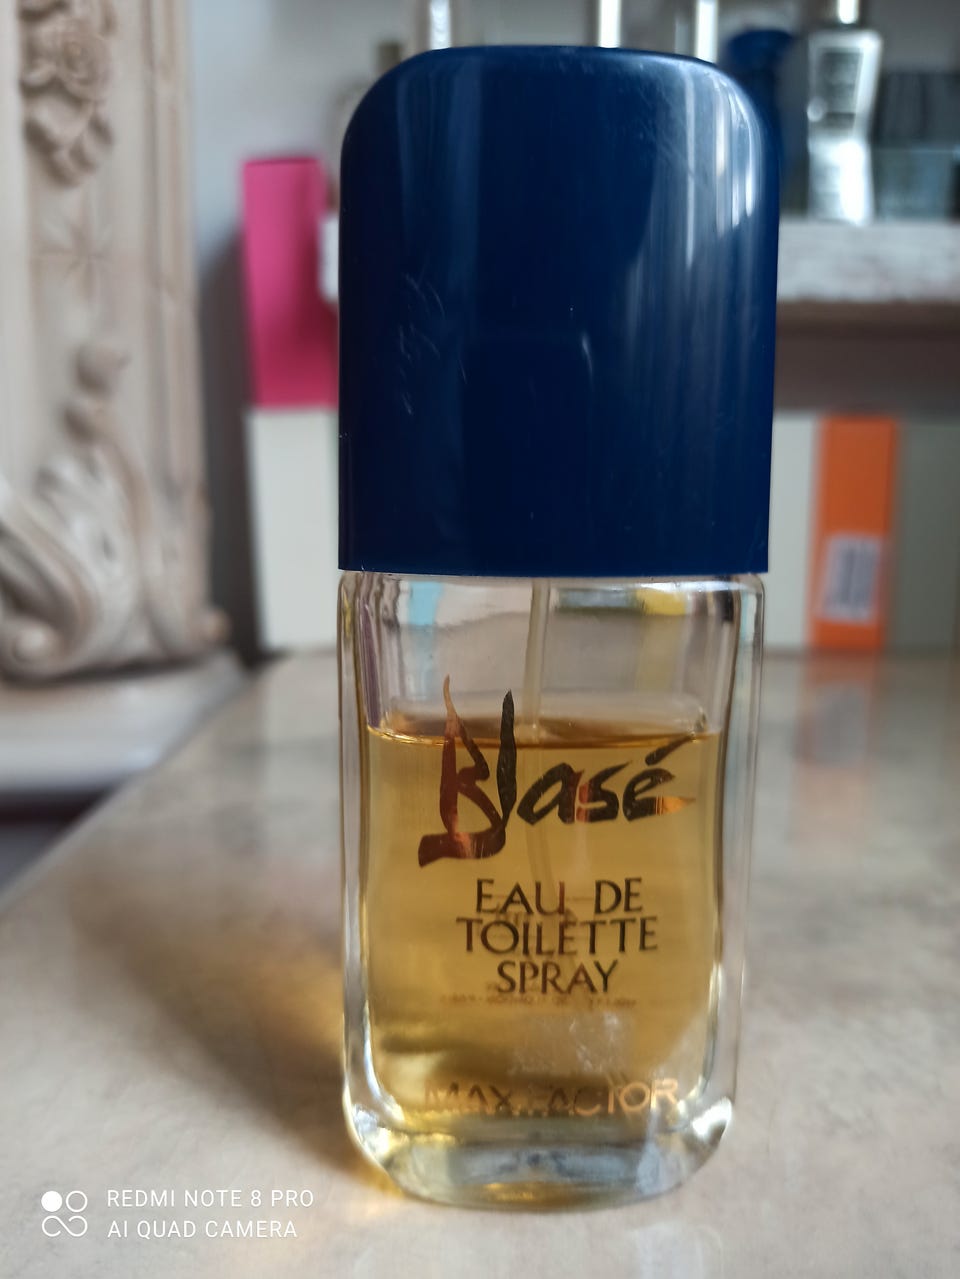 Blasé
EAU DE
TOILETTE
SPRAY
MAX FACTOR
REDMI NOTE 8 PRO
AI QUAD CAMERA